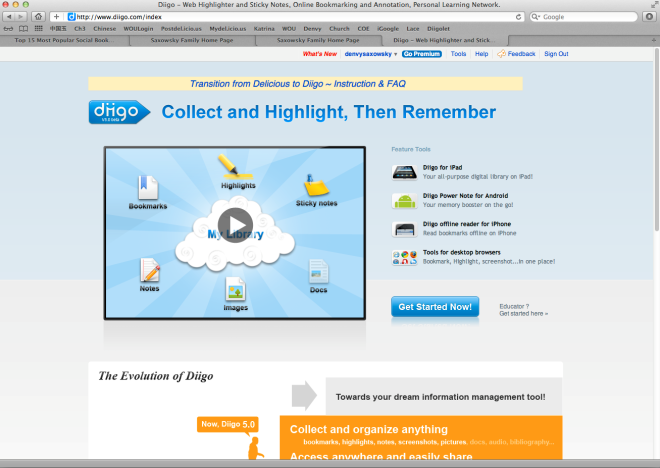 Diigo – Web Highlighter and Sticky Notes, Online Bookmarking and Annotation, Personal Learning Network.
http://www.diigo.com/index
Google
中国五 Ch3 Chinese WOULogin Postdel.icio.us Mydel.icio.us Katrina WOU Denvy Church COE iGoogle Lace Diigolet
Top 15 Most Popular Social Book...
Saxowsky Family Home Page
Saxowsky Family Home Page
Diigo – Web Highlighter and Stick...
What's New denvysaxowsky Go Premium Tools Help Feedback Sign Out
Transition from Delicious to Diigo ~ Instruction & FAQ
diigo
V5.0 beta
Collect and Highlight, Then Remember
Highlights
Bookmarks
Sticky notes
My Library
Notes
Images
Docs
Feature Tools
Diigo for iPad
Your all-purpose digital library on iPad!
Diigo Power Note for Android
Your memory booster on the go!
Diigo offline reader for iPhone
Read bookmarks offline on iPhone
Tools for desktop browsers
Bookmark, Highlight, screenshot...in one place!
Get Started Now!
Educator ?
Get started here »
The Evolution of Diigo
Towards your dream information management tool!
Now, Diigo 5.0
Collect and organize anything
bookmarks, highlights, notes, screenshots, pictures, docs, audio, bibliography...
Access anywhere and easily share